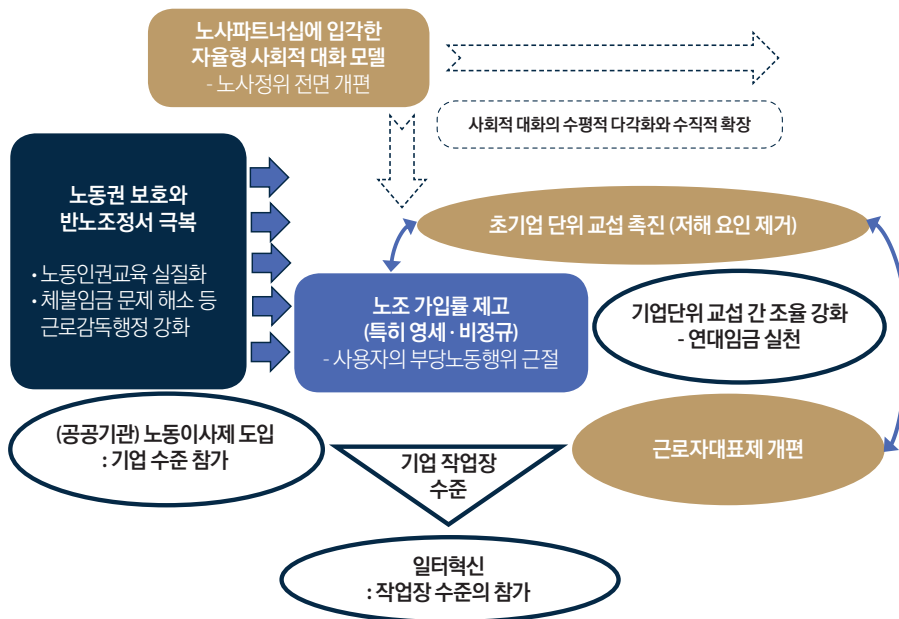 노사파트너십에 입각한
자율형 사회적 대화 모델
- 노사정위 전면 개편
사회적 대화의 수평적 다각화와 수직적 확장
노동권 보호와
반노조정서 극복
· 노동인권교육 실질화
· 체불임금 문제 해소 등
근로감독행정 강화
초기업 단위 교섭 촉진 (저해 요인 제거)
노조 가입률 제고
(특히 영세 · 비정규)
- 사용자의 부당노동행위 근절
기업단위 교섭 간 조율 강화
- 연대임금 실천
(공공기관) 노동이사제 도입
: 기업 수준 참가
기업 작업장
수준
근로자대표제 개편
일터혁신
: 작업장 수준의 참가